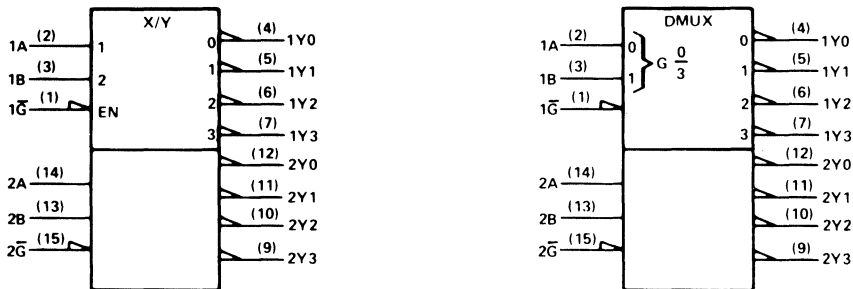 X/Y
1A (2) 1 0 (4) 1Y0
1B (3) 2 1 (5) 1Y1
1G̅ (1) EN 2 (6) 1Y2
3 (7) 1Y3
(12) 2Y0
2A (14) (11) 2Y1
2B (13) (10) 2Y2
2G̅ (15) (9) 2Y3
DMUX
1A (2) 0 } G 0/3 0 (4) 1Y0
1B (3) 1 1 (5) 1Y1
1G̅ (1) 2 (6) 1Y2
3 (7) 1Y3
(12) 2Y0
2A (14) (11) 2Y1
2B (13) (10) 2Y2
2G̅ (15) (9) 2Y3